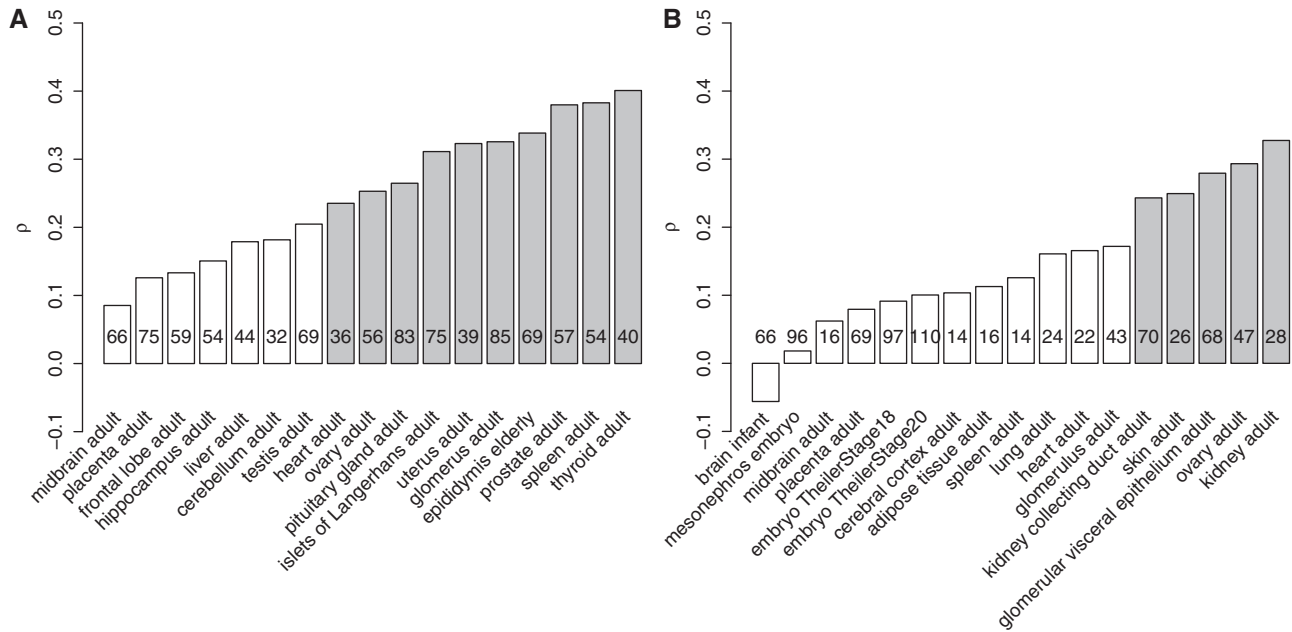 A
ρ
−0.1
0.0
0.1
0.2
0.3
0.4
0.5
66
75
59
54
44
32
69
36
56
83
75
39
85
69
57
54
40
midbrain adult
placenta adult
frontal lobe adult
hippocampus adult
liver adult
cerebellum adult
testis adult
heart adult
ovary adult
pituitary gland adult
islets of Langerhans adult
uterus adult
glomerus adult
epididymis elderly
prostate adult
spleen adult
thyroid adult
B
ρ
−0.1
0.0
0.1
0.2
0.3
0.4
0.5
66
96
16
69
97
110
14
16
14
24
22
43
70
26
68
47
28
brain infant
mesonephros embryo
midbrain adult
placenta adult
embryo TheilerStage18
embryo TheilerStage20
cerebral cortex adult
adipose tissue adult
spleen adult
lung adult
heart adult
glomerulus adult
kidney collecting duct adult
skin adult
glomerular visceral epithelium adult
ovary adult
kidney adult